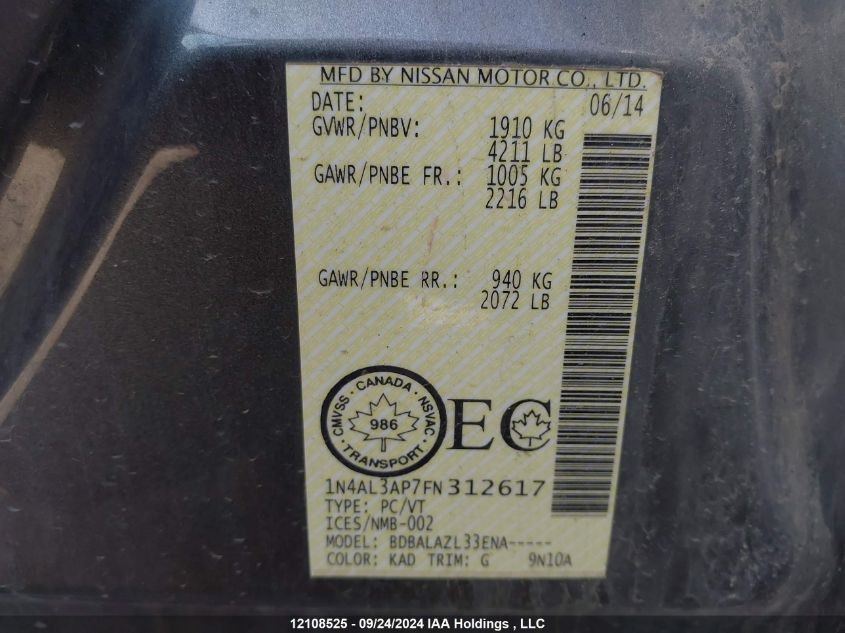 MFD BY NISSAN MOTOR CO., LTD.
DATE: 06/14
GVWR/PNBV: 1910 KG
4211 LB
GAWR/PNBE FR.: 1005 KG
2216 LB
GAWR/PNBE RR.: 940 KG
2072 LB
CMVSS · CANADA · NSVAC · TRANSPORT ·
986
EC
1N4AL3AP7FN312617
TYPE: PC/VT
ICES/NMB-002
MODEL: BDBALAZL33ENA-----
COLOR: KAD TRIM: G 9N10A
12108525 - 09/24/2024 IAA Holdings , LLC